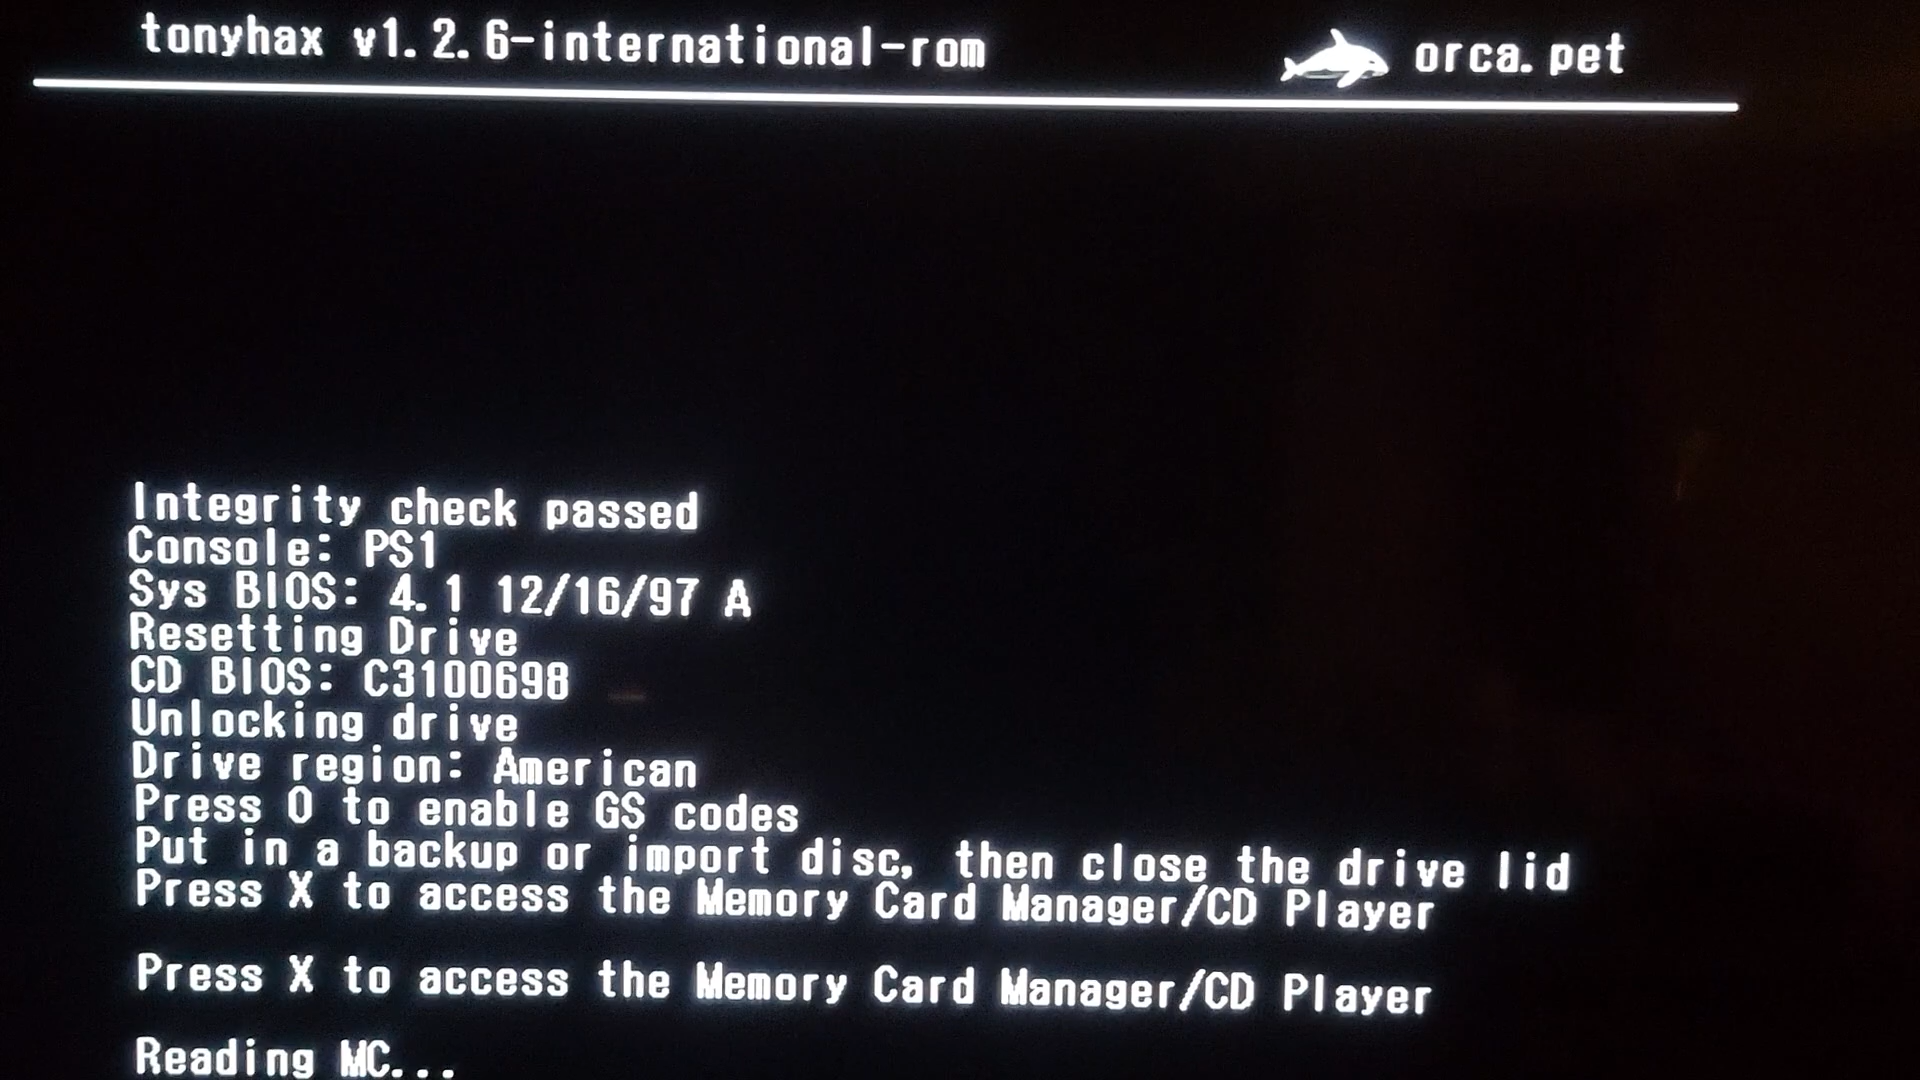 tonyhax v1.2.6-international-rom
orca.pet
Integrity check passed
Console: PS1
Sys BIOS: 4.1 12/16/97 A
Resetting Drive
CD BIOS: C3100698
Unlocking drive
Drive region: American
Press O to enable GS codes
Put in a backup or import disc, then close the drive lid
Press X to access the Memory Card Manager/CD Player
Press X to access the Memory Card Manager/CD Player
Reading MC...